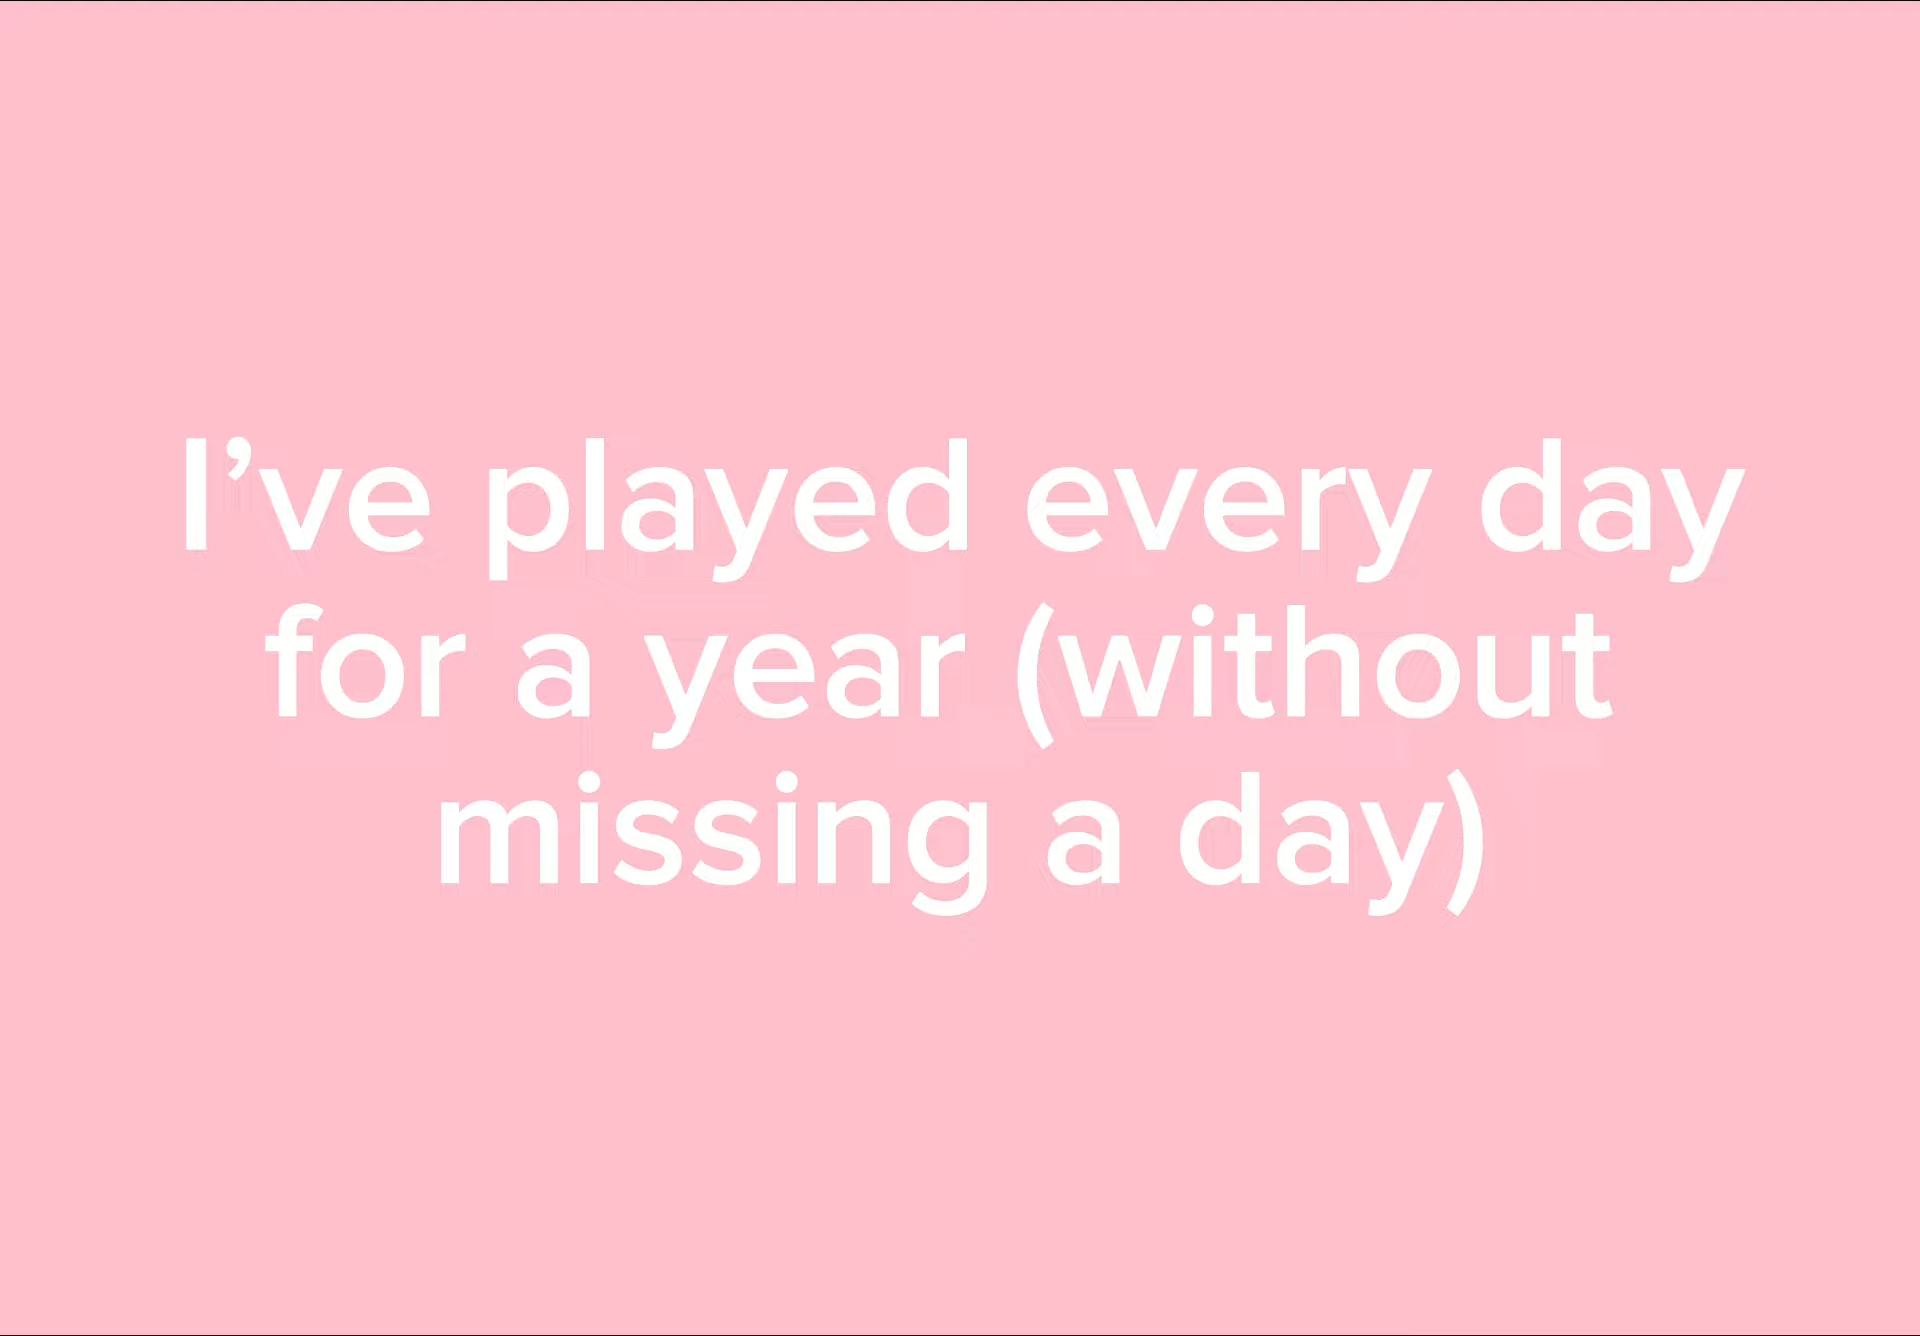 I’ve played every day
for a year (without
missing a day)